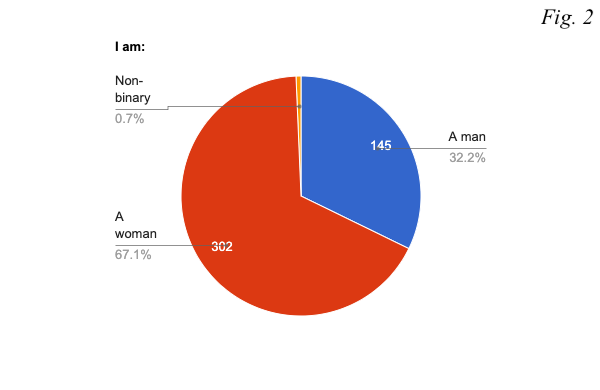 Fig. 2
I am:
Non-
binary
0.7%
A man
32.2%
145
A
woman
67.1%
302